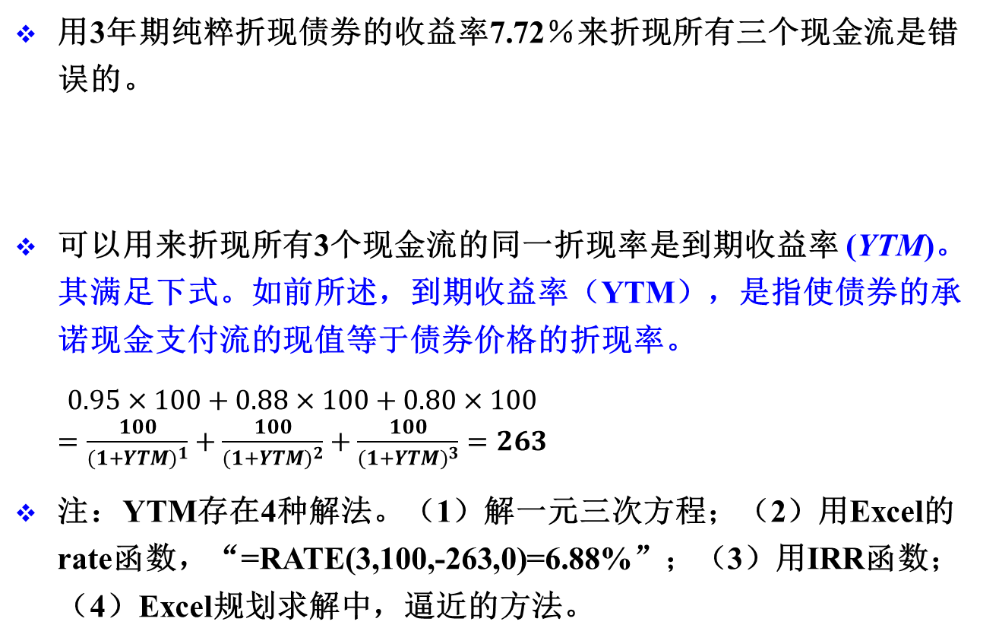 ❖ 用3年期纯粹折现债券的收益率7.72%来折现所有三个现金流是错
误的。
❖ 可以用来折现所有3个现金流的同一折现率是到期收益率 (YTM)。
其满足下式。如前所述，到期收益率（YTM），是指使债券的承
诺现金支付流的现值等于债券价格的折现率。
0.95 × 100 + 0.88 × 100 + 0.80 × 100
= 100/(1+YTM)^1 + 100/(1+YTM)^2 + 100/(1+YTM)^3 = 263
❖ 注：YTM存在4种解法。（1）解一元三次方程；（2）用Excel的
rate函数，“=RATE(3,100,-263,0)=6.88%”；（3）用IRR函数；
（4）Excel规划求解中，逼近的方法。